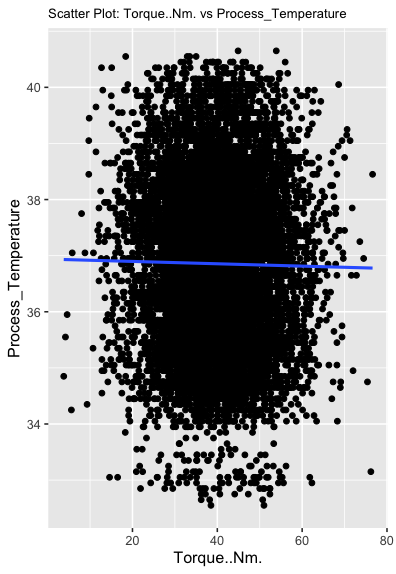 Scatter Plot: Torque..Nm. vs Process_Temperature
Process_Temperature
40
38
36
34
20
40
60
80
Torque..Nm.